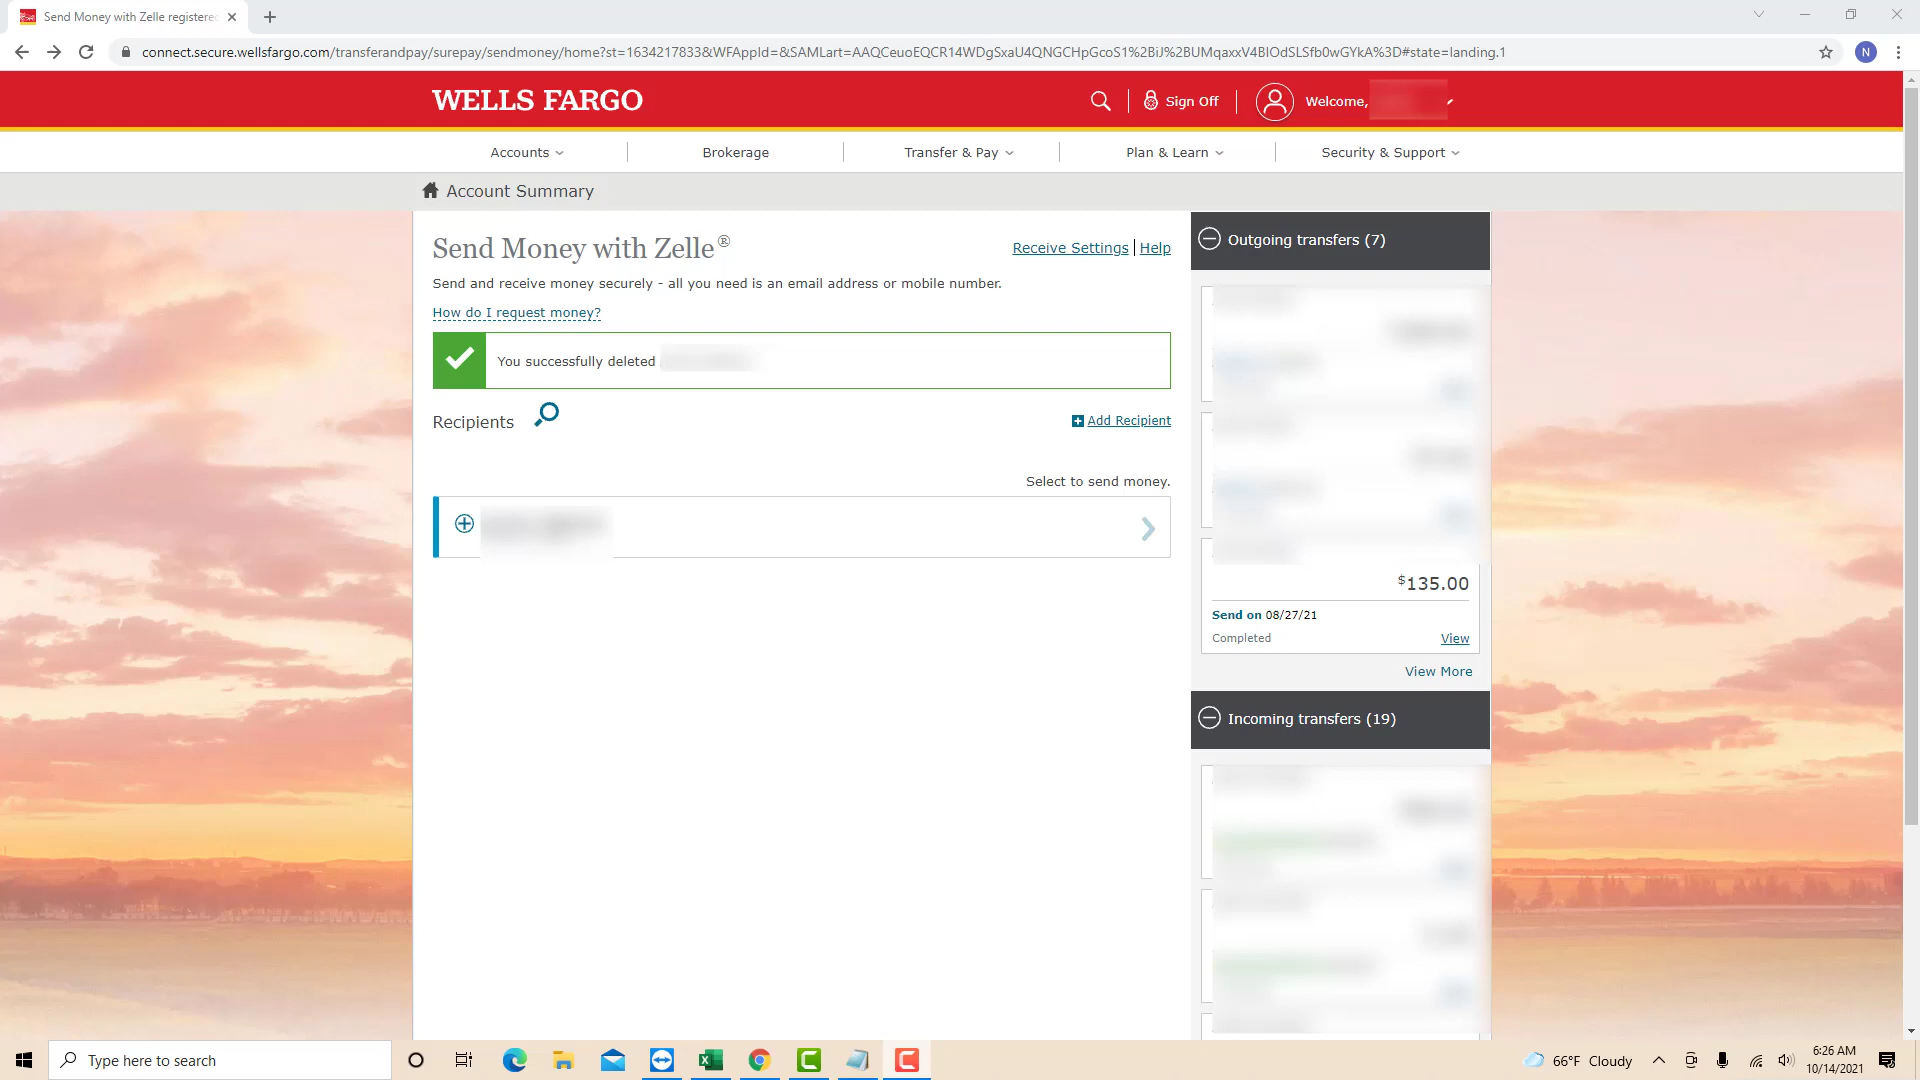 Send Money with Zelle registered
connect.secure.wellsfargo.com/transferandpay/surepay/sendmoney/home?st=1634217833&WFAppId=&SAMLart=AAQCeuoEQCR14WDgSxaU4QNGCHpGcoS1%2BiJ%2BUMqaxxV4BIOdSLSfb0wGYkA%3D#state=landing.1
N
WELLS FARGO
Sign Off
Welcome,
Accounts
Brokerage
Transfer & Pay
Plan & Learn
Security & Support
Account Summary
Send Money with Zelle®
Receive Settings | Help
Send and receive money securely - all you need is an email address or mobile number.
How do I request money?
You successfully deleted
Recipients
Add Recipient
Select to send money.
Outgoing transfers (7)
$135.00
Send on 08/27/21
Completed
View
View More
Incoming transfers (19)
Type here to search
66°F Cloudy
6:26 AM
10/14/2021